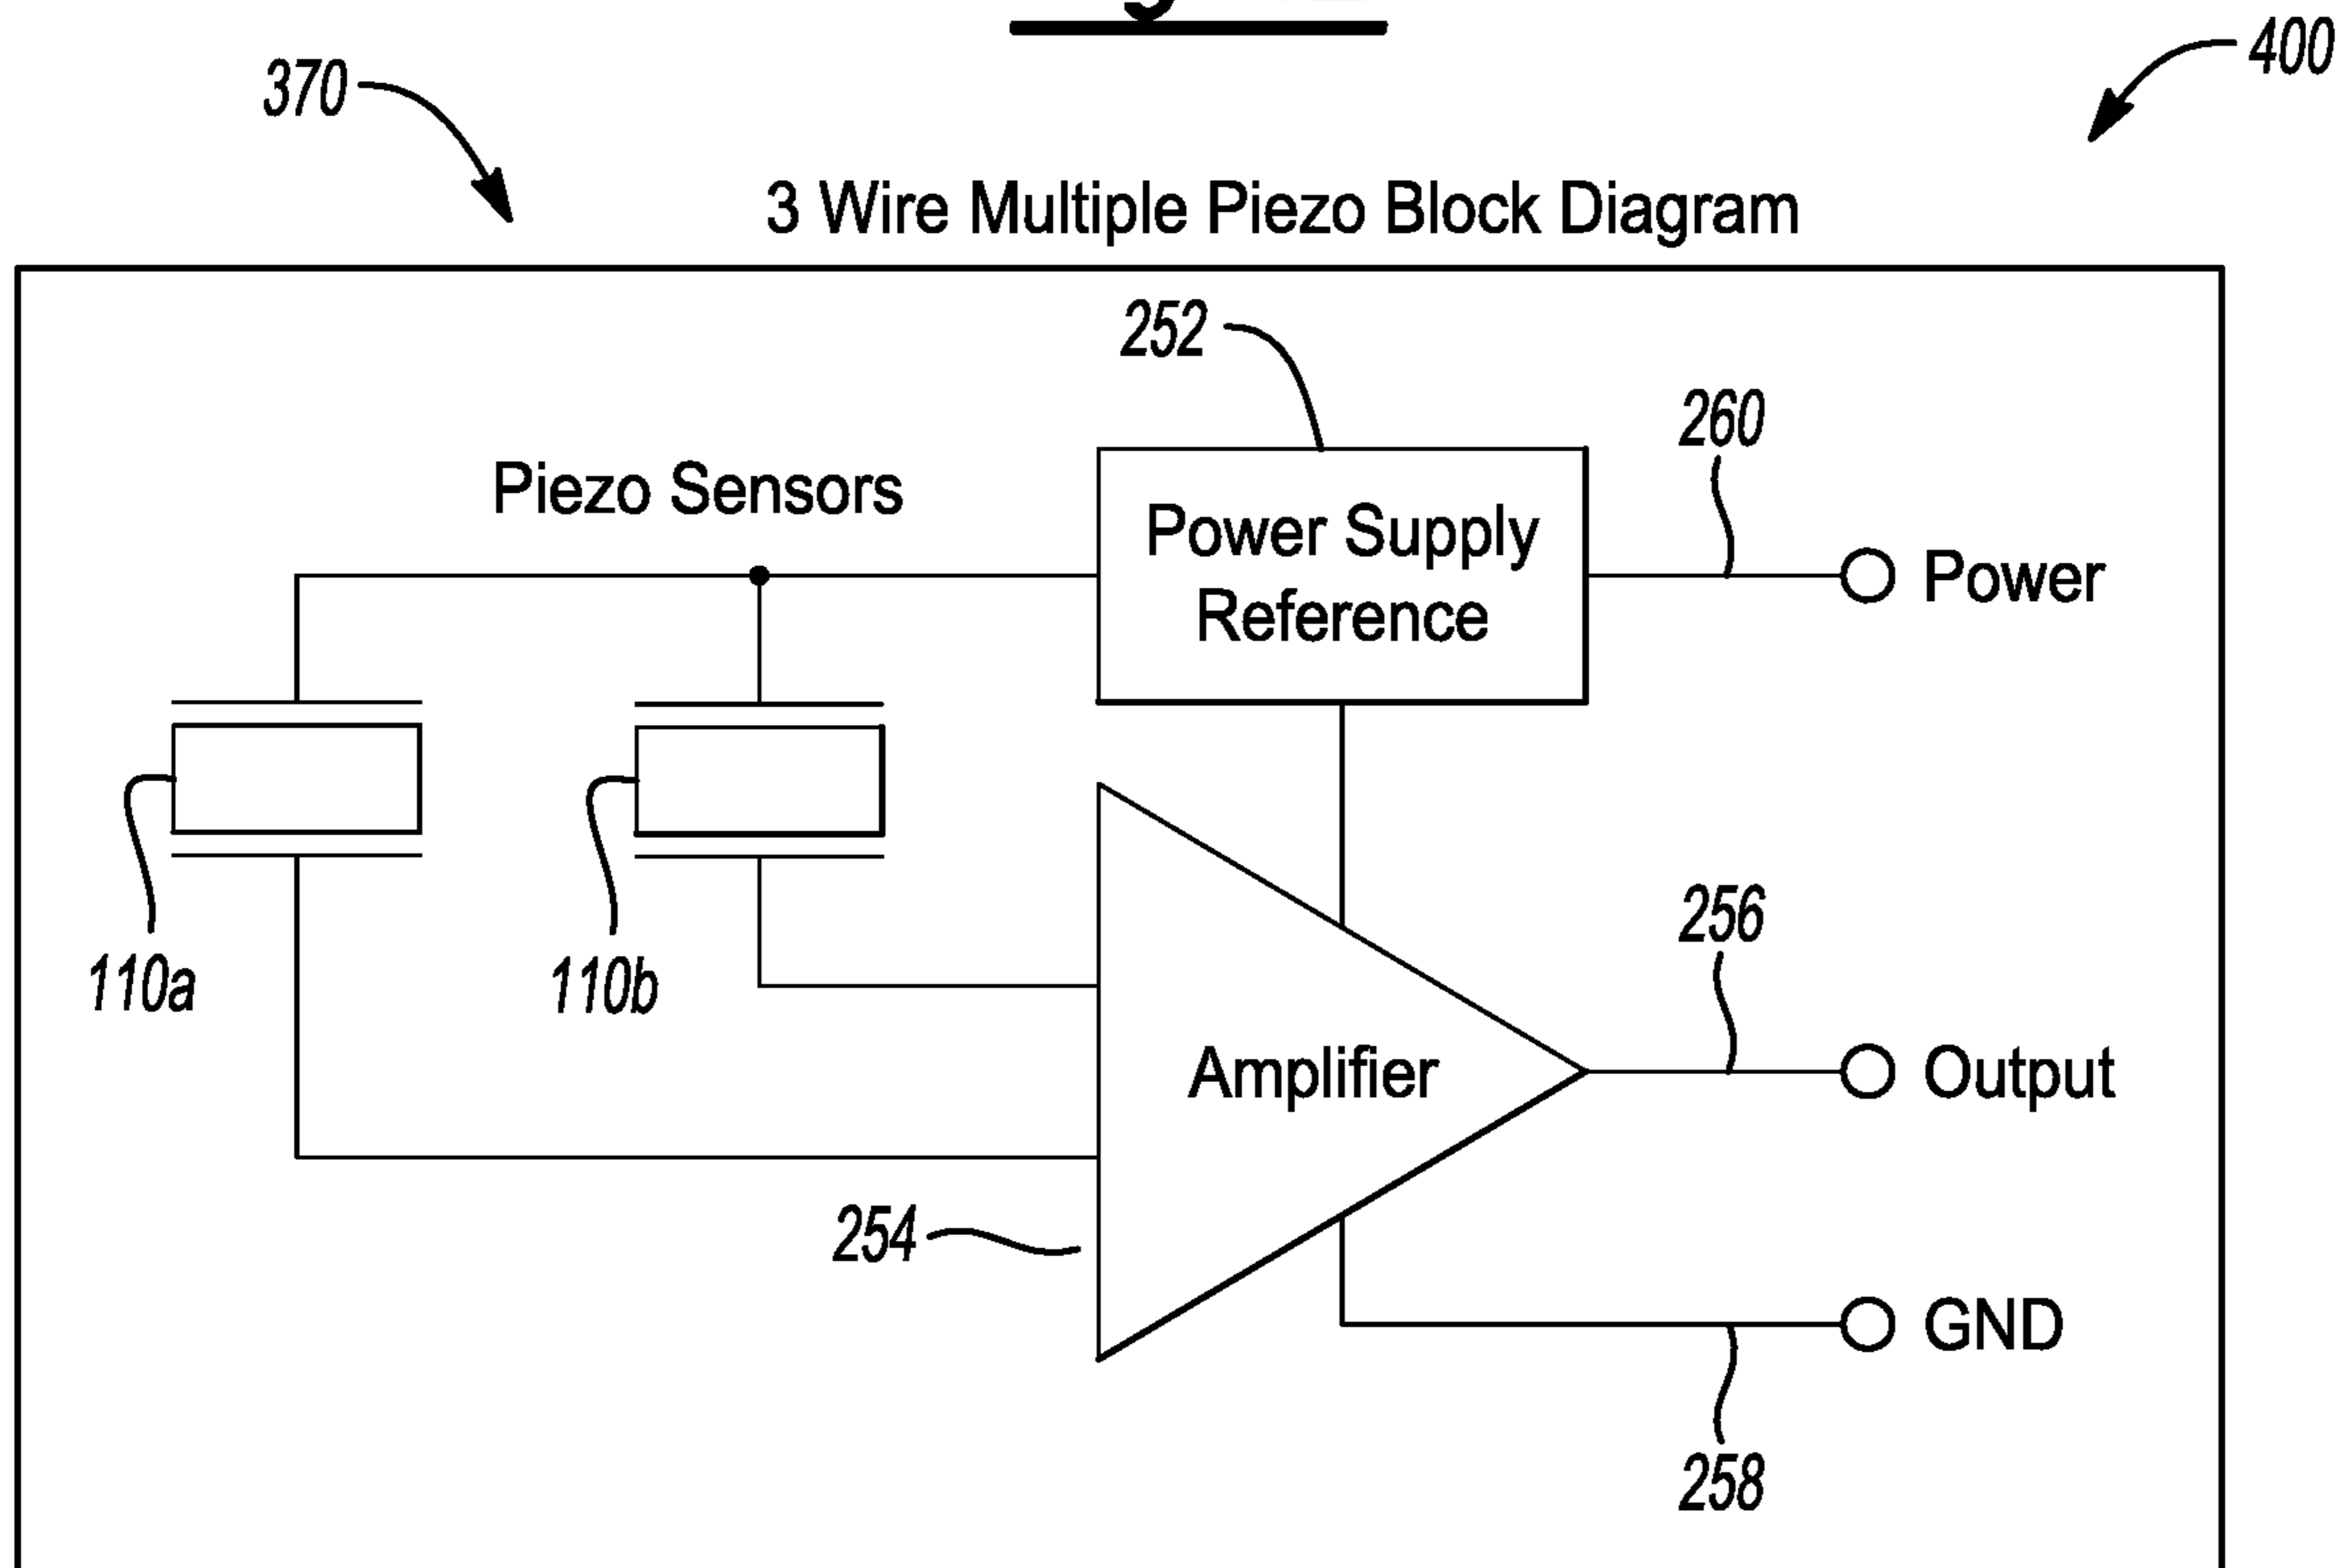 370
400
3 Wire Multiple Piezo Block Diagram
252
260
Piezo Sensors
Power Supply
Reference
Power
110a
110b
256
Amplifier
Output
254
GND
258